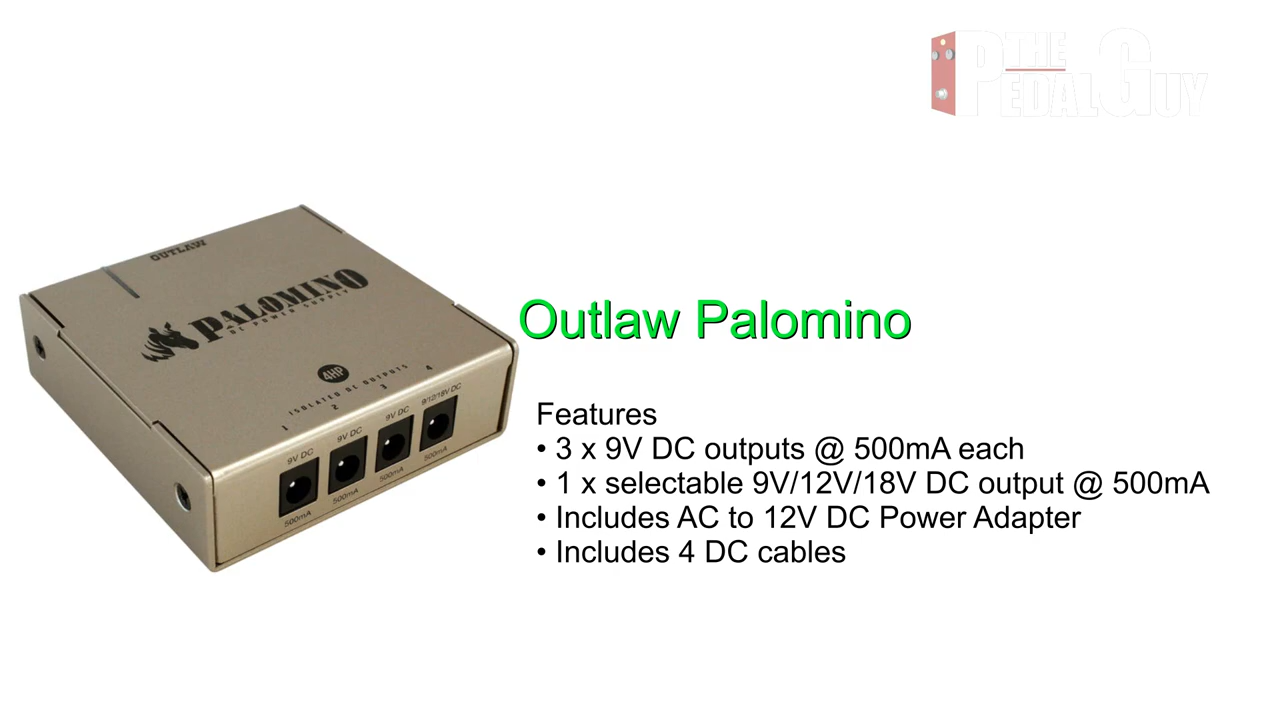 THE
PEDAL GUY
OUTLAW
PALOMINO
DC POWER SUPPLY
4HP
ISOLATED DC OUTPUTS
1 2 3 4
9V DC 9V DC 9V DC 9/12/18V DC
500mA 500mA 500mA 500mA
Outlaw Palomino
Features
• 3 x 9V DC outputs @ 500mA each
• 1 x selectable 9V/12V/18V DC output @ 500mA
• Includes AC to 12V DC Power Adapter
• Includes 4 DC cables